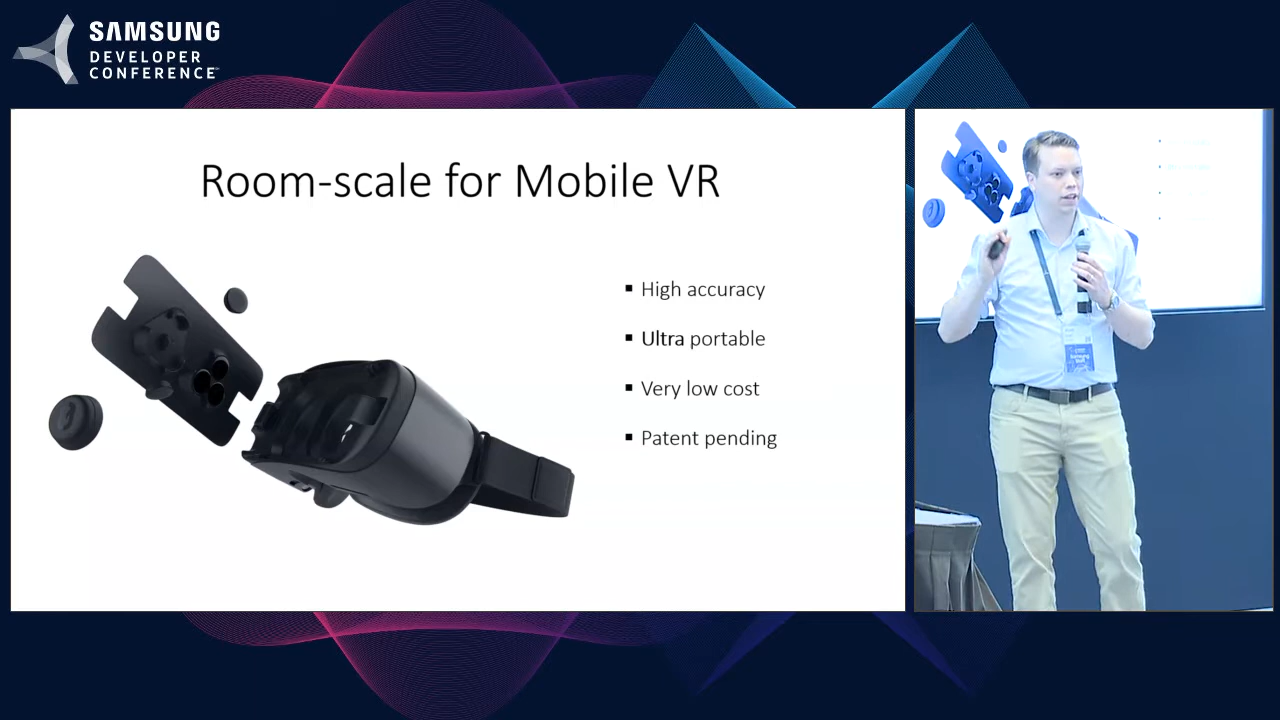 SAMSUNG
DEVELOPER
CONFERENCE
Room-scale for Mobile VR
High accuracy
Ultra portable
Very low cost
Patent pending